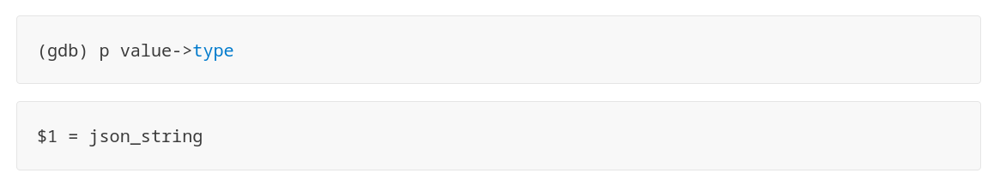 (gdb) p value->type
$1 = json_string